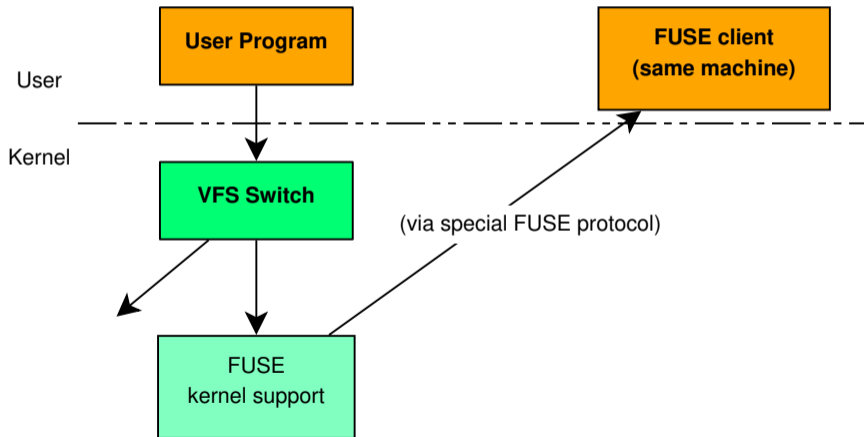 User Program
FUSE client
(same machine)
User
Kernel
VFS Switch
(via special FUSE protocol)
FUSE
kernel support